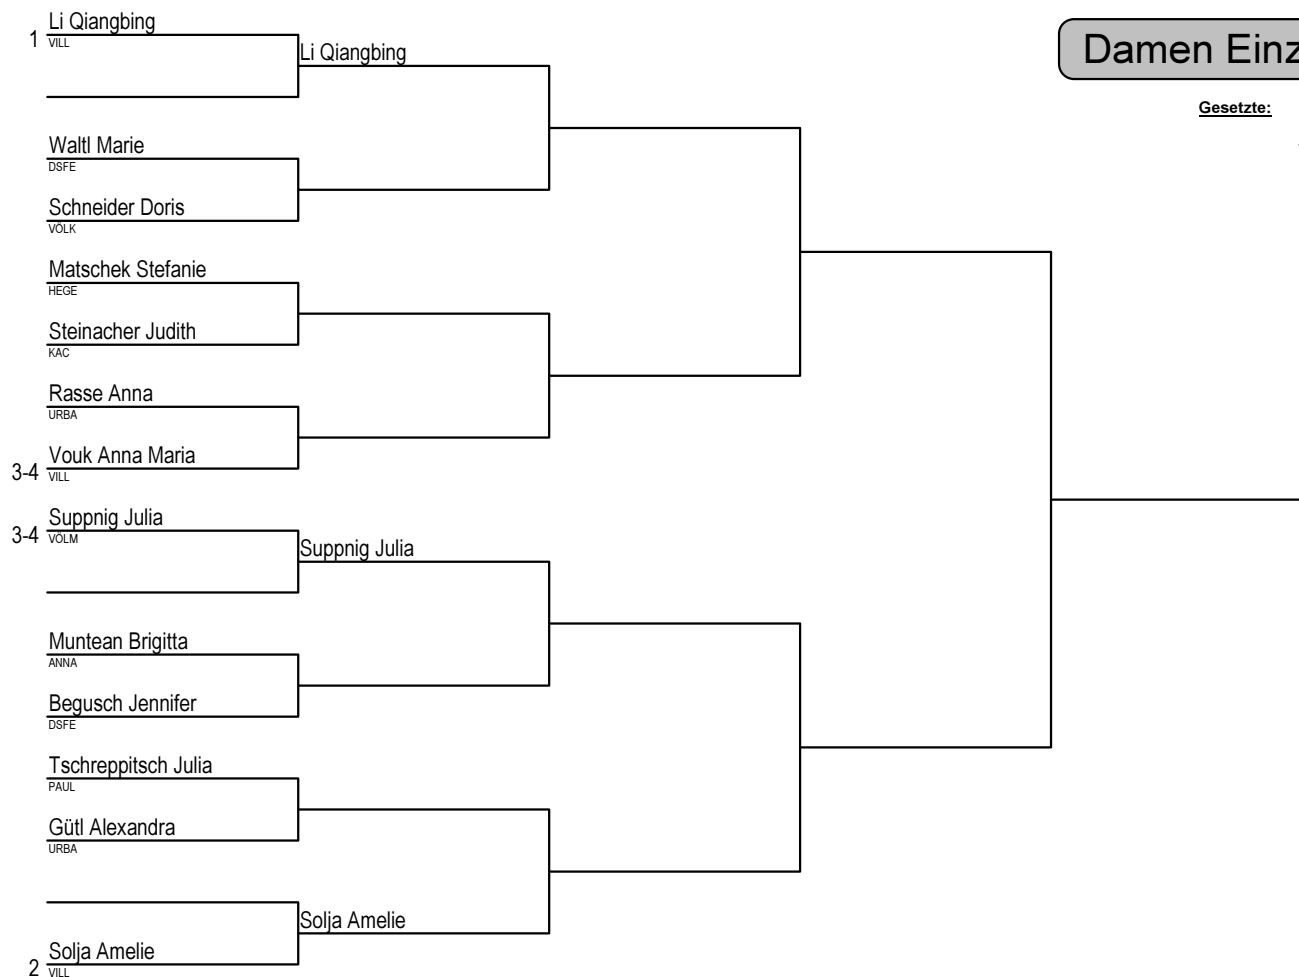 Li Qiangbing
1 VILL
Li Qiangbing
Damen Einz
Gesetzte:
Waltl Marie
DSFE
Schneider Doris
VÖLK
Matschek Stefanie
HEGE
Steinacher Judith
KAC
Rasse Anna
URBA
Vouk Anna Maria
3-4 VILL
Suppnig Julia
3-4 VÖLM
Suppnig Julia
Muntean Brigitta
ANNA
Begusch Jennifer
DSFE
Tschreppitsch Julia
PAUL
Gütl Alexandra
URBA
Solja Amelie
Solja Amelie
2 VILL